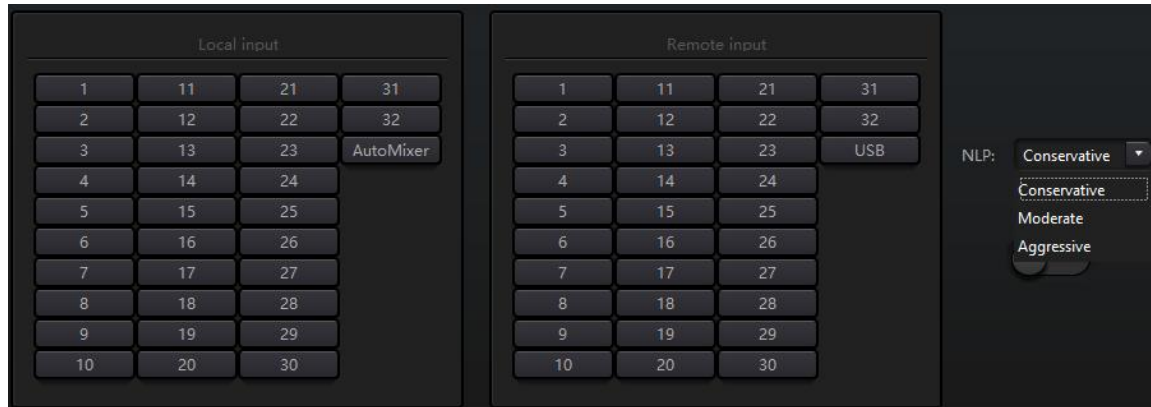 Local input
1 11 21 31
2 12 22 32
3 13 23 AutoMixer
4 14 24
5 15 25
6 16 26
7 17 27
8 18 28
9 19 29
10 20 30
Remote input
1 11 21 31
2 12 22 32
3 13 23 USB
4 14 24
5 15 25
6 16 26
7 17 27
8 18 28
9 19 29
10 20 30
NLP: Conservative
Conservative
Moderate
Aggressive